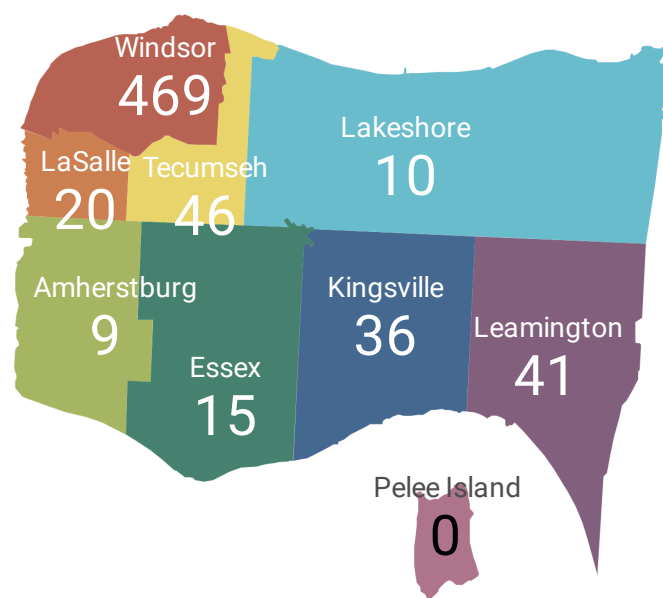 Windsor
469
Lakeshore
10
LaSalle
20
Tecumseh
46
Amherstburg
9
Kingsville
36
Leamington
41
Essex
15
Pelee Island
0